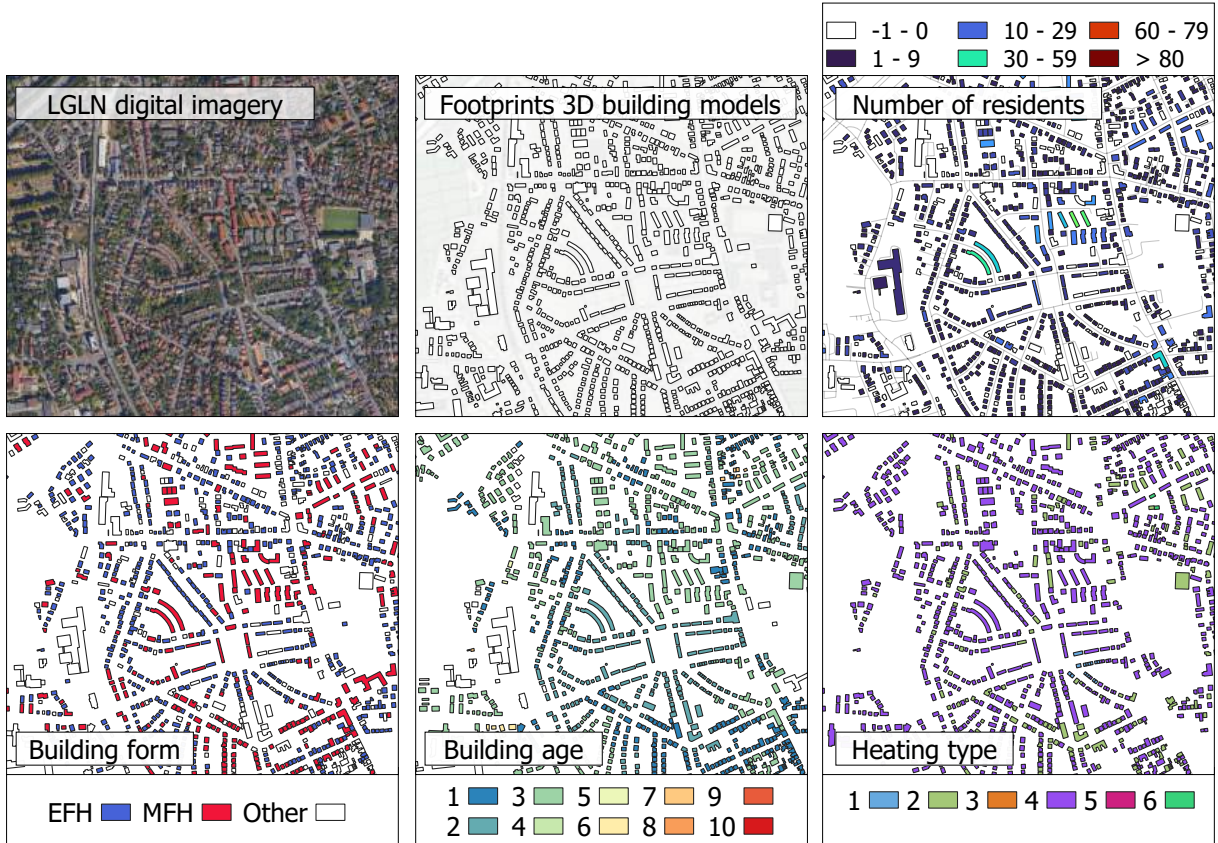 -1 - 0 10 - 29 60 - 79
1 - 9 30 - 59 > 80
LGLN digital imagery
Footprints 3D building models
Number of residents
Building form
Building age
Heating type
EFH MFH Other
1 3 5 7 9
2 4 6 8 10
1 2 3 4 5 6